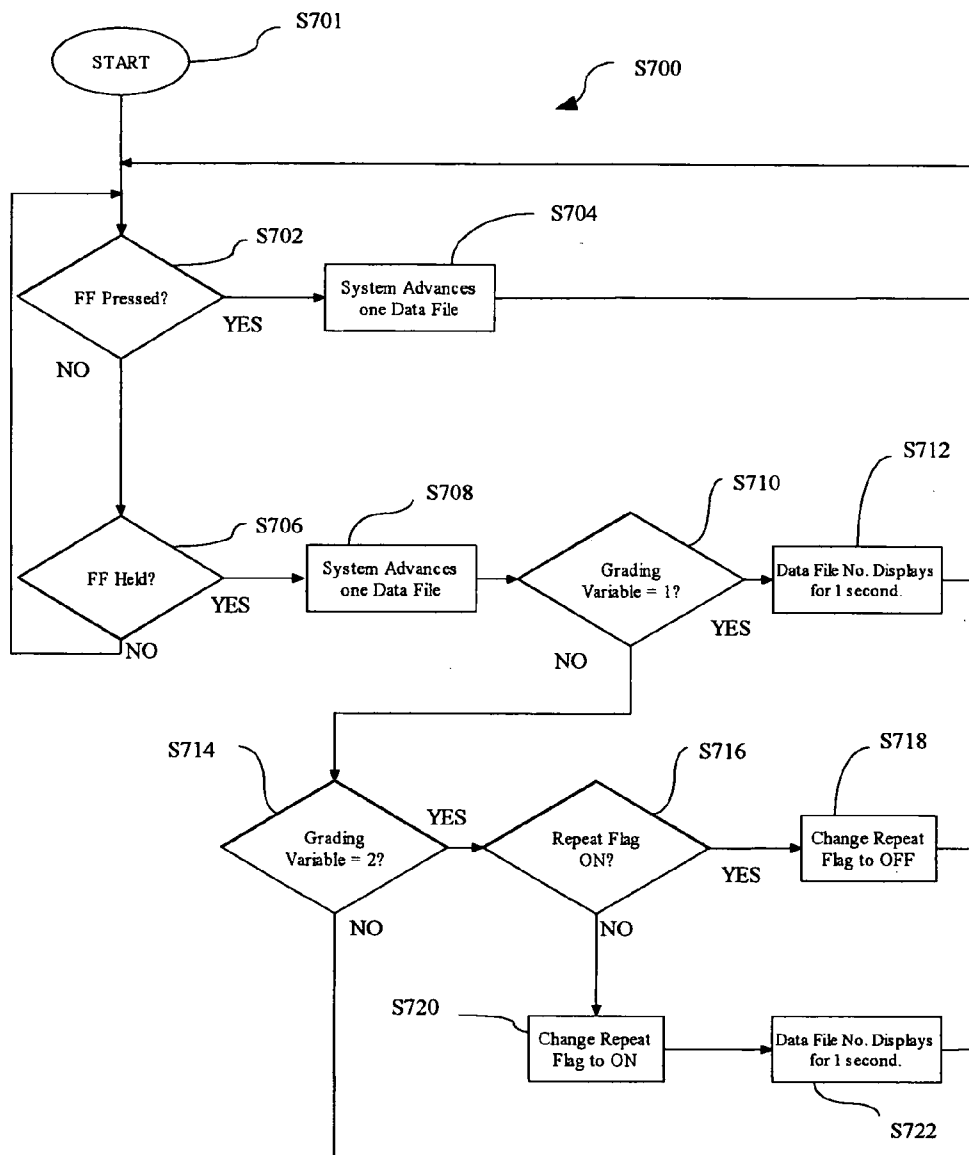 S701
START
S700
S704
S702
FF Pressed?
System Advances
one Data File
YES
NO
S712
S710
S708
S706
FF Held?
System Advances
one Data File
Grading
Variable = 1?
Data File No. Displays
for 1 second.
YES
YES
NO
NO
S718
S714
S716
YES
Grading
Variable = 2?
Repeat Flag
ON?
Change Repeat
Flag to OFF
YES
NO
NO
S720
Change Repeat
Flag to ON
Data File No. Displays
for 1 second.
S722